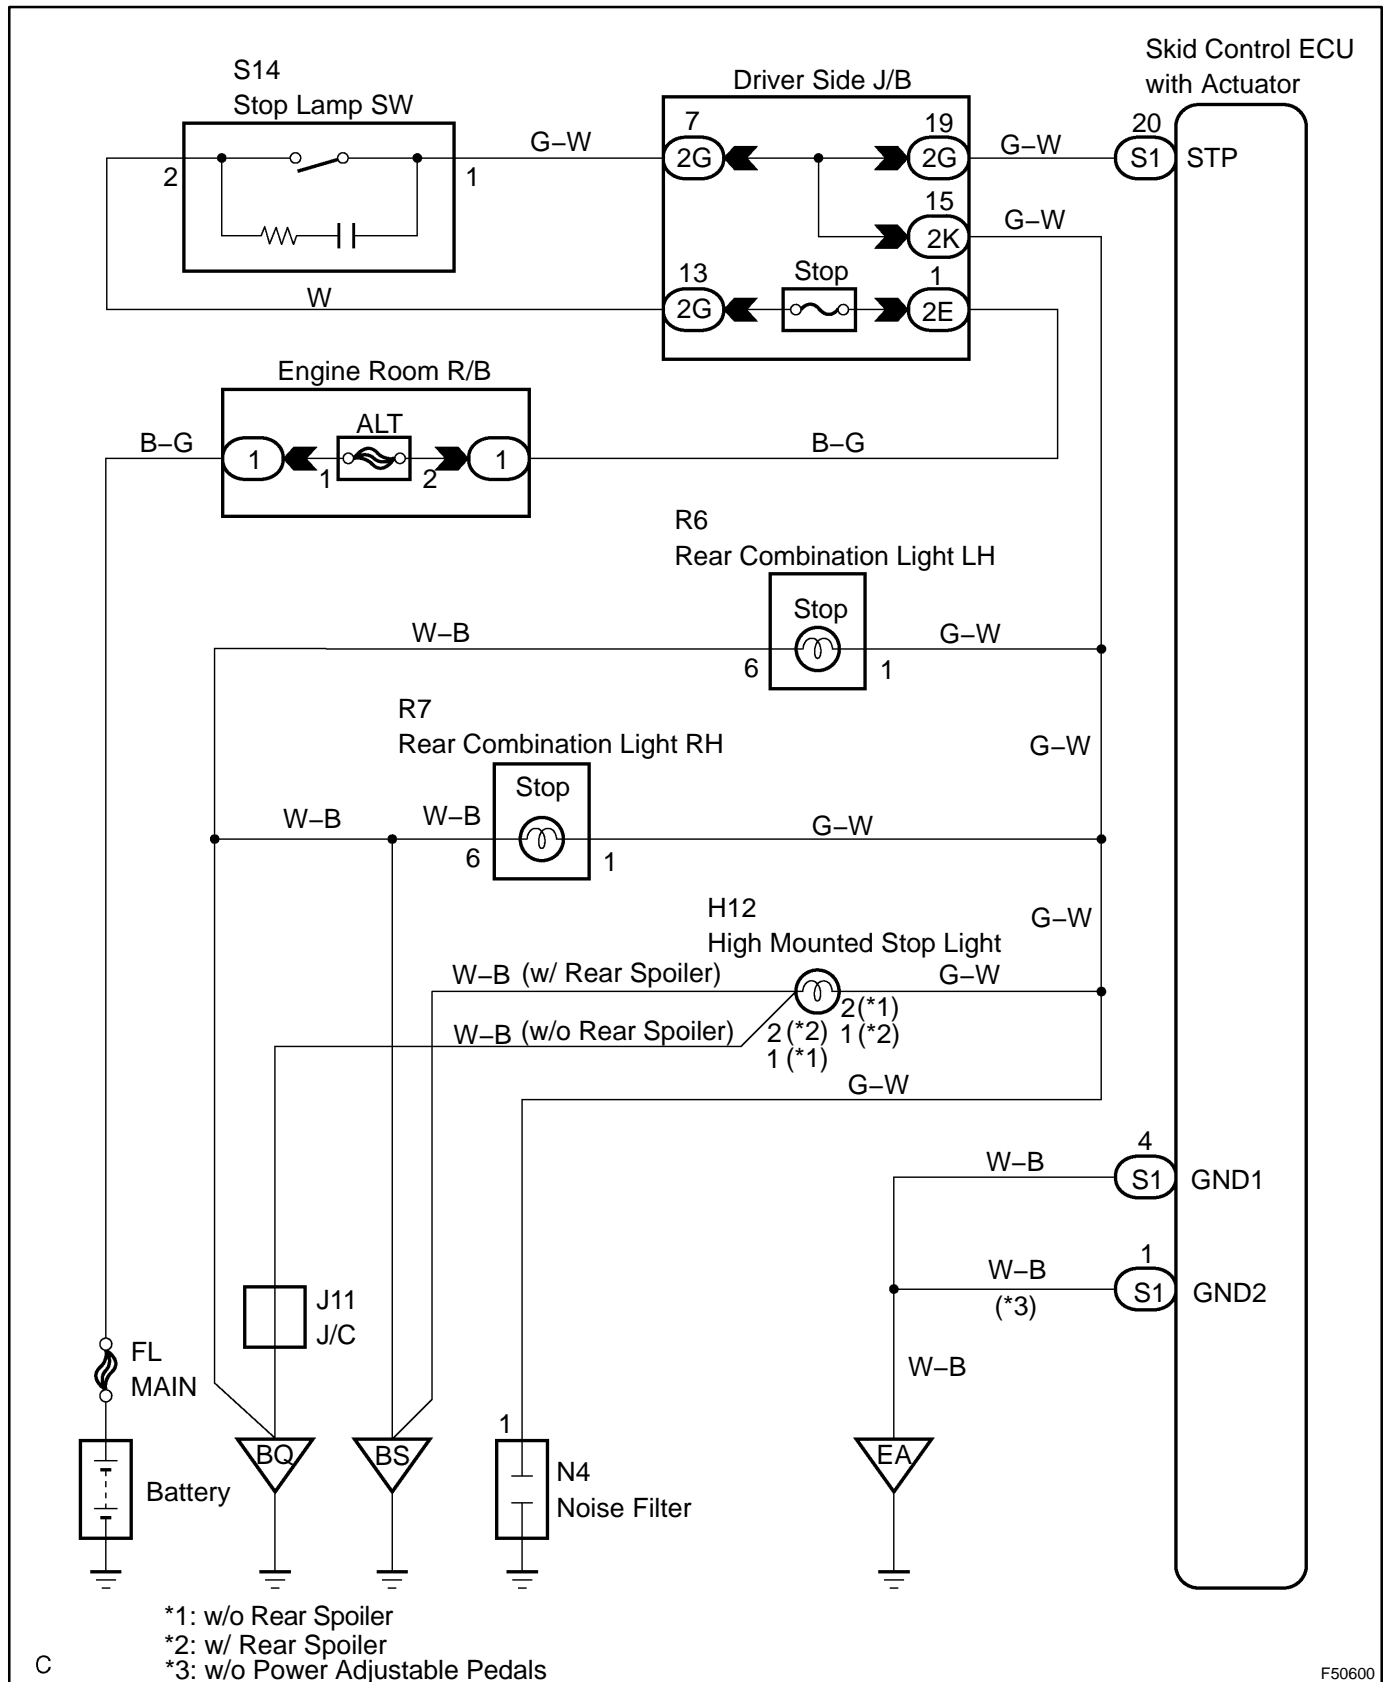 Skid Control ECU
with Actuator
S14
Stop Lamp SW
Driver Side J/B
7
19
20
G–W
2G
2G
G–W
S1
STP
2
1
15
G–W
2K
13
Stop
1
W
2G
2E
Engine Room R/B
ALT
B–G
1
1
2
1
B–G
R6
Rear Combination Light LH
Stop
W–B
G–W
6
1
R7
Rear Combination Light RH
G–W
Stop
W–B
W–B
G–W
6
1
H12
G–W
High Mounted Stop Light
W–B (w/ Rear Spoiler)
G–W
2(*1)
W–B (w/o Rear Spoiler)
2(*2)
1(*2)
1(*1)
G–W
4
W–B
S1
GND1
1
W–B
S1
GND2
(*3)
J11
J/C
FL
MAIN
W–B
1
BQ
BS
EA
N4
Noise Filter
Battery
*1: w/o Rear Spoiler
*2: w/ Rear Spoiler
*3: w/o Power Adjustable Pedals
C
F50600